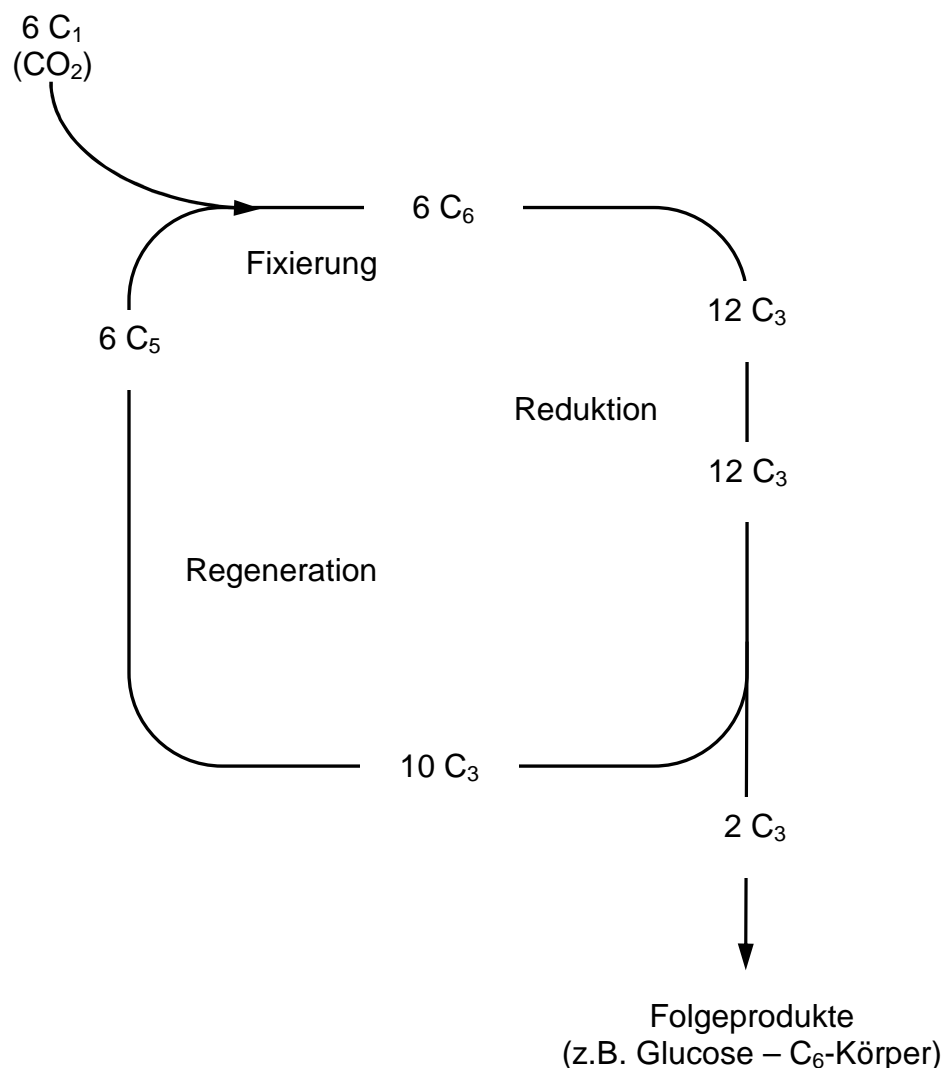 6 C₁
(CO₂)
6 C₆
Fixierung
12 C₃
6 C₅
Reduktion
12 C₃
Regeneration
10 C₃
2 C₃
Folgeprodukte
(z.B. Glucose – C₆-Körper)